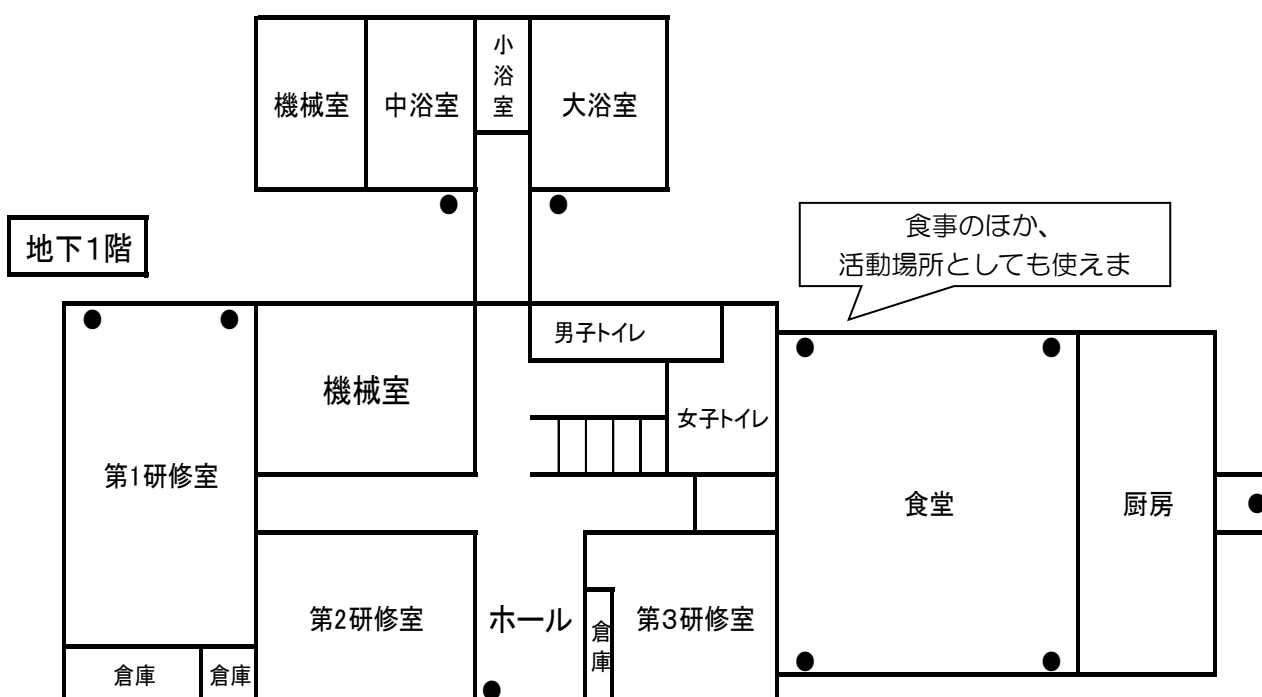 機械室
中浴室
小浴室
大浴室
地下1階
食事のほか、
活動場所としても使えま
男子トイレ
機械室
女子トイレ
第1研修室
食堂
厨房
第2研修室
ホール
倉庫
第3研修室
倉庫
倉庫